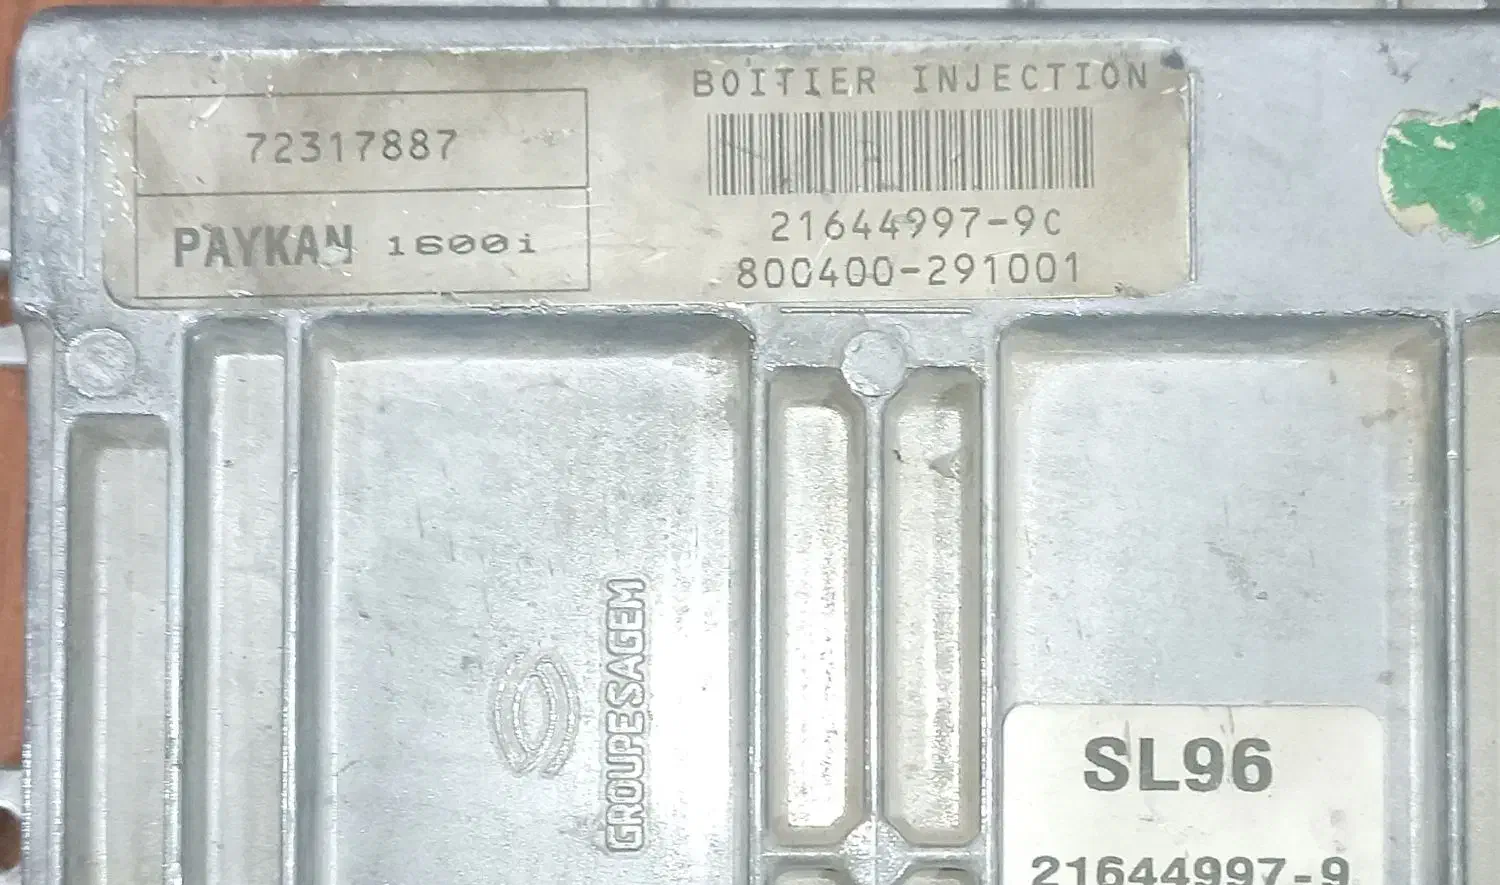 72317887
PAYKAN 1600i
BOITIER INJECTION
21644997-9C
800400-291001
GROUPESAGEM
SL96
21644997-9